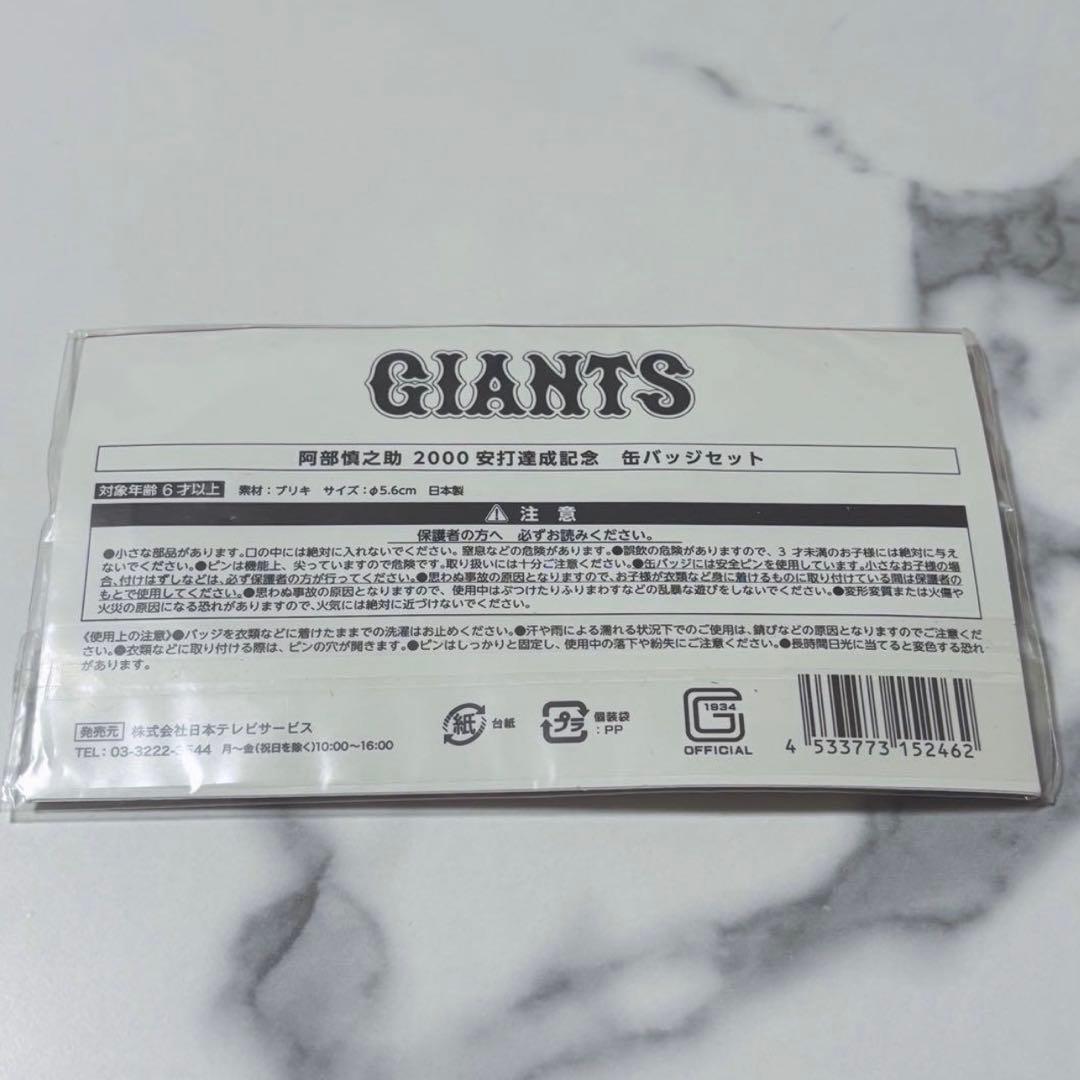 GIANTS
阿部慎之助 2000安打達成記念 缶バッジセット
対象年齢6才以上 素材:ブリキ サイズ:φ5.6cm 日本製
注 意
保護者の方へ 必ずお読みください。
●小さな部品があります。口の中には絶対に入れないでください。窒息などの危険があります。●誤飲の危険がありますので、3才未満のお子様には絶対に与え
ないでください。●ピンは機能上、尖っていますので危険です。取り扱いには十分ご注意ください。●缶バッジには安全ピンを使用しています。小さなお子様の場
合、付けはずしなどは、必ず保護者の方が行ってください。●思わぬ事故の原因となりますので、お子様が衣類など身に着けるものに取り付けている間は保護者の
もとで使用してください。●思わぬ事故の原因となりますので、使用中はぶつけたりふりまわすなどの乱暴な遊びをしないでください。●変形変質または火傷や
火災の原因になる恐れがありますので、火気には絶対に近づけないでください。
《使用上の注意》●バッジを衣類などに着けたままでの洗濯はお止めください。●汗や雨による濡れる状況下でのご使用は、錆びなどの原因となりますのでご注意くだ
さい。●衣類などに取り付ける際は、ピンの穴が開きます。●ピンはしっかりと固定し、使用中の落下や紛失にご注意ください。●長時間日光に当てると変色する恐れ
があります。
発売元 株式会社日本テレビサービス
TEL:03-3222-3544 月〜金(祝日を除く)10:00〜16:00
紙 台紙
プラ 個装袋
:PP
G 1934
OFFICIAL
4 533773 152462